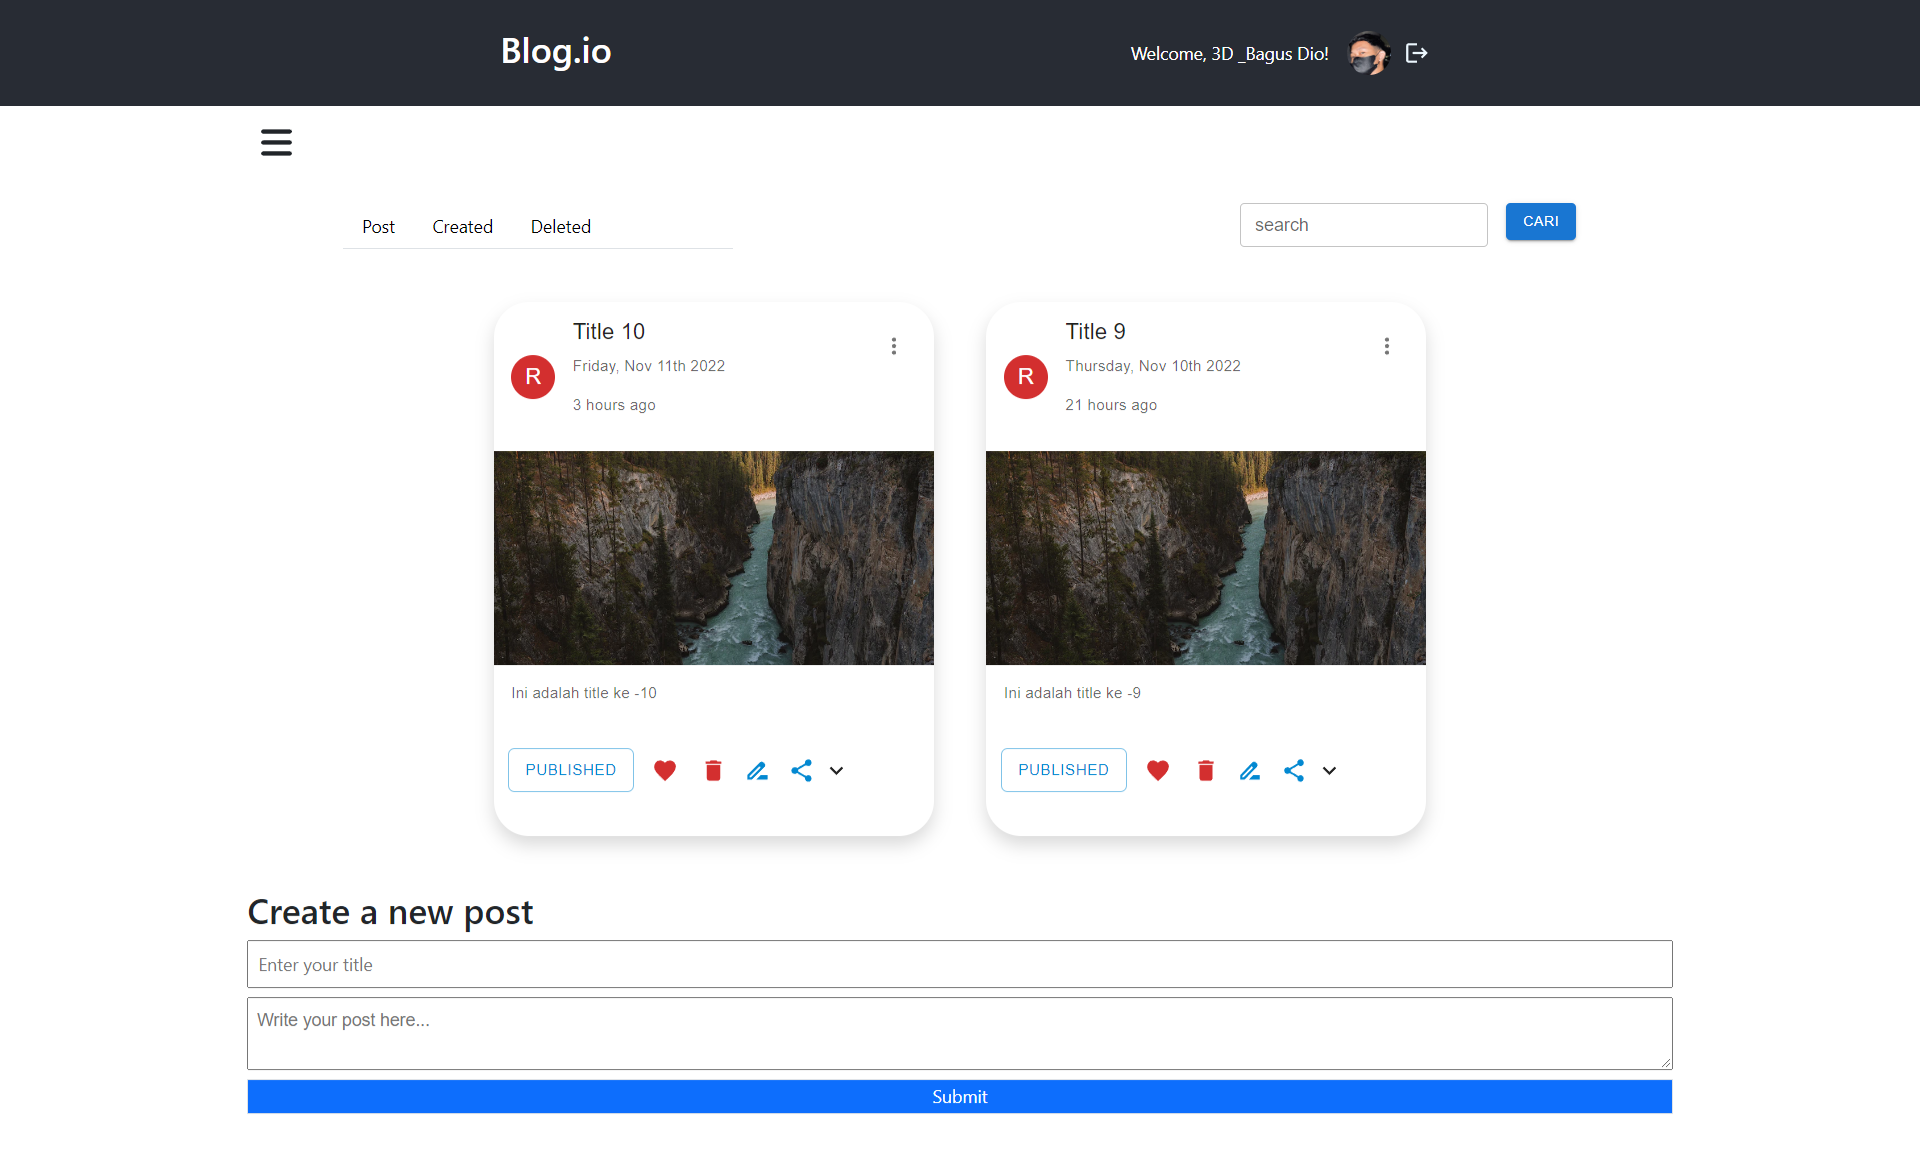 Blog.io
Welcome, 3D _Bagus Dio!
Post
Created
Deleted
search
CARI
R
Title 10
Friday, Nov 11th 2022
3 hours ago
Ini adalah title ke -10
PUBLISHED
R
Title 9
Thursday, Nov 10th 2022
21 hours ago
Ini adalah title ke -9
PUBLISHED
Create a new post
Enter your title
Write your post here...
Submit